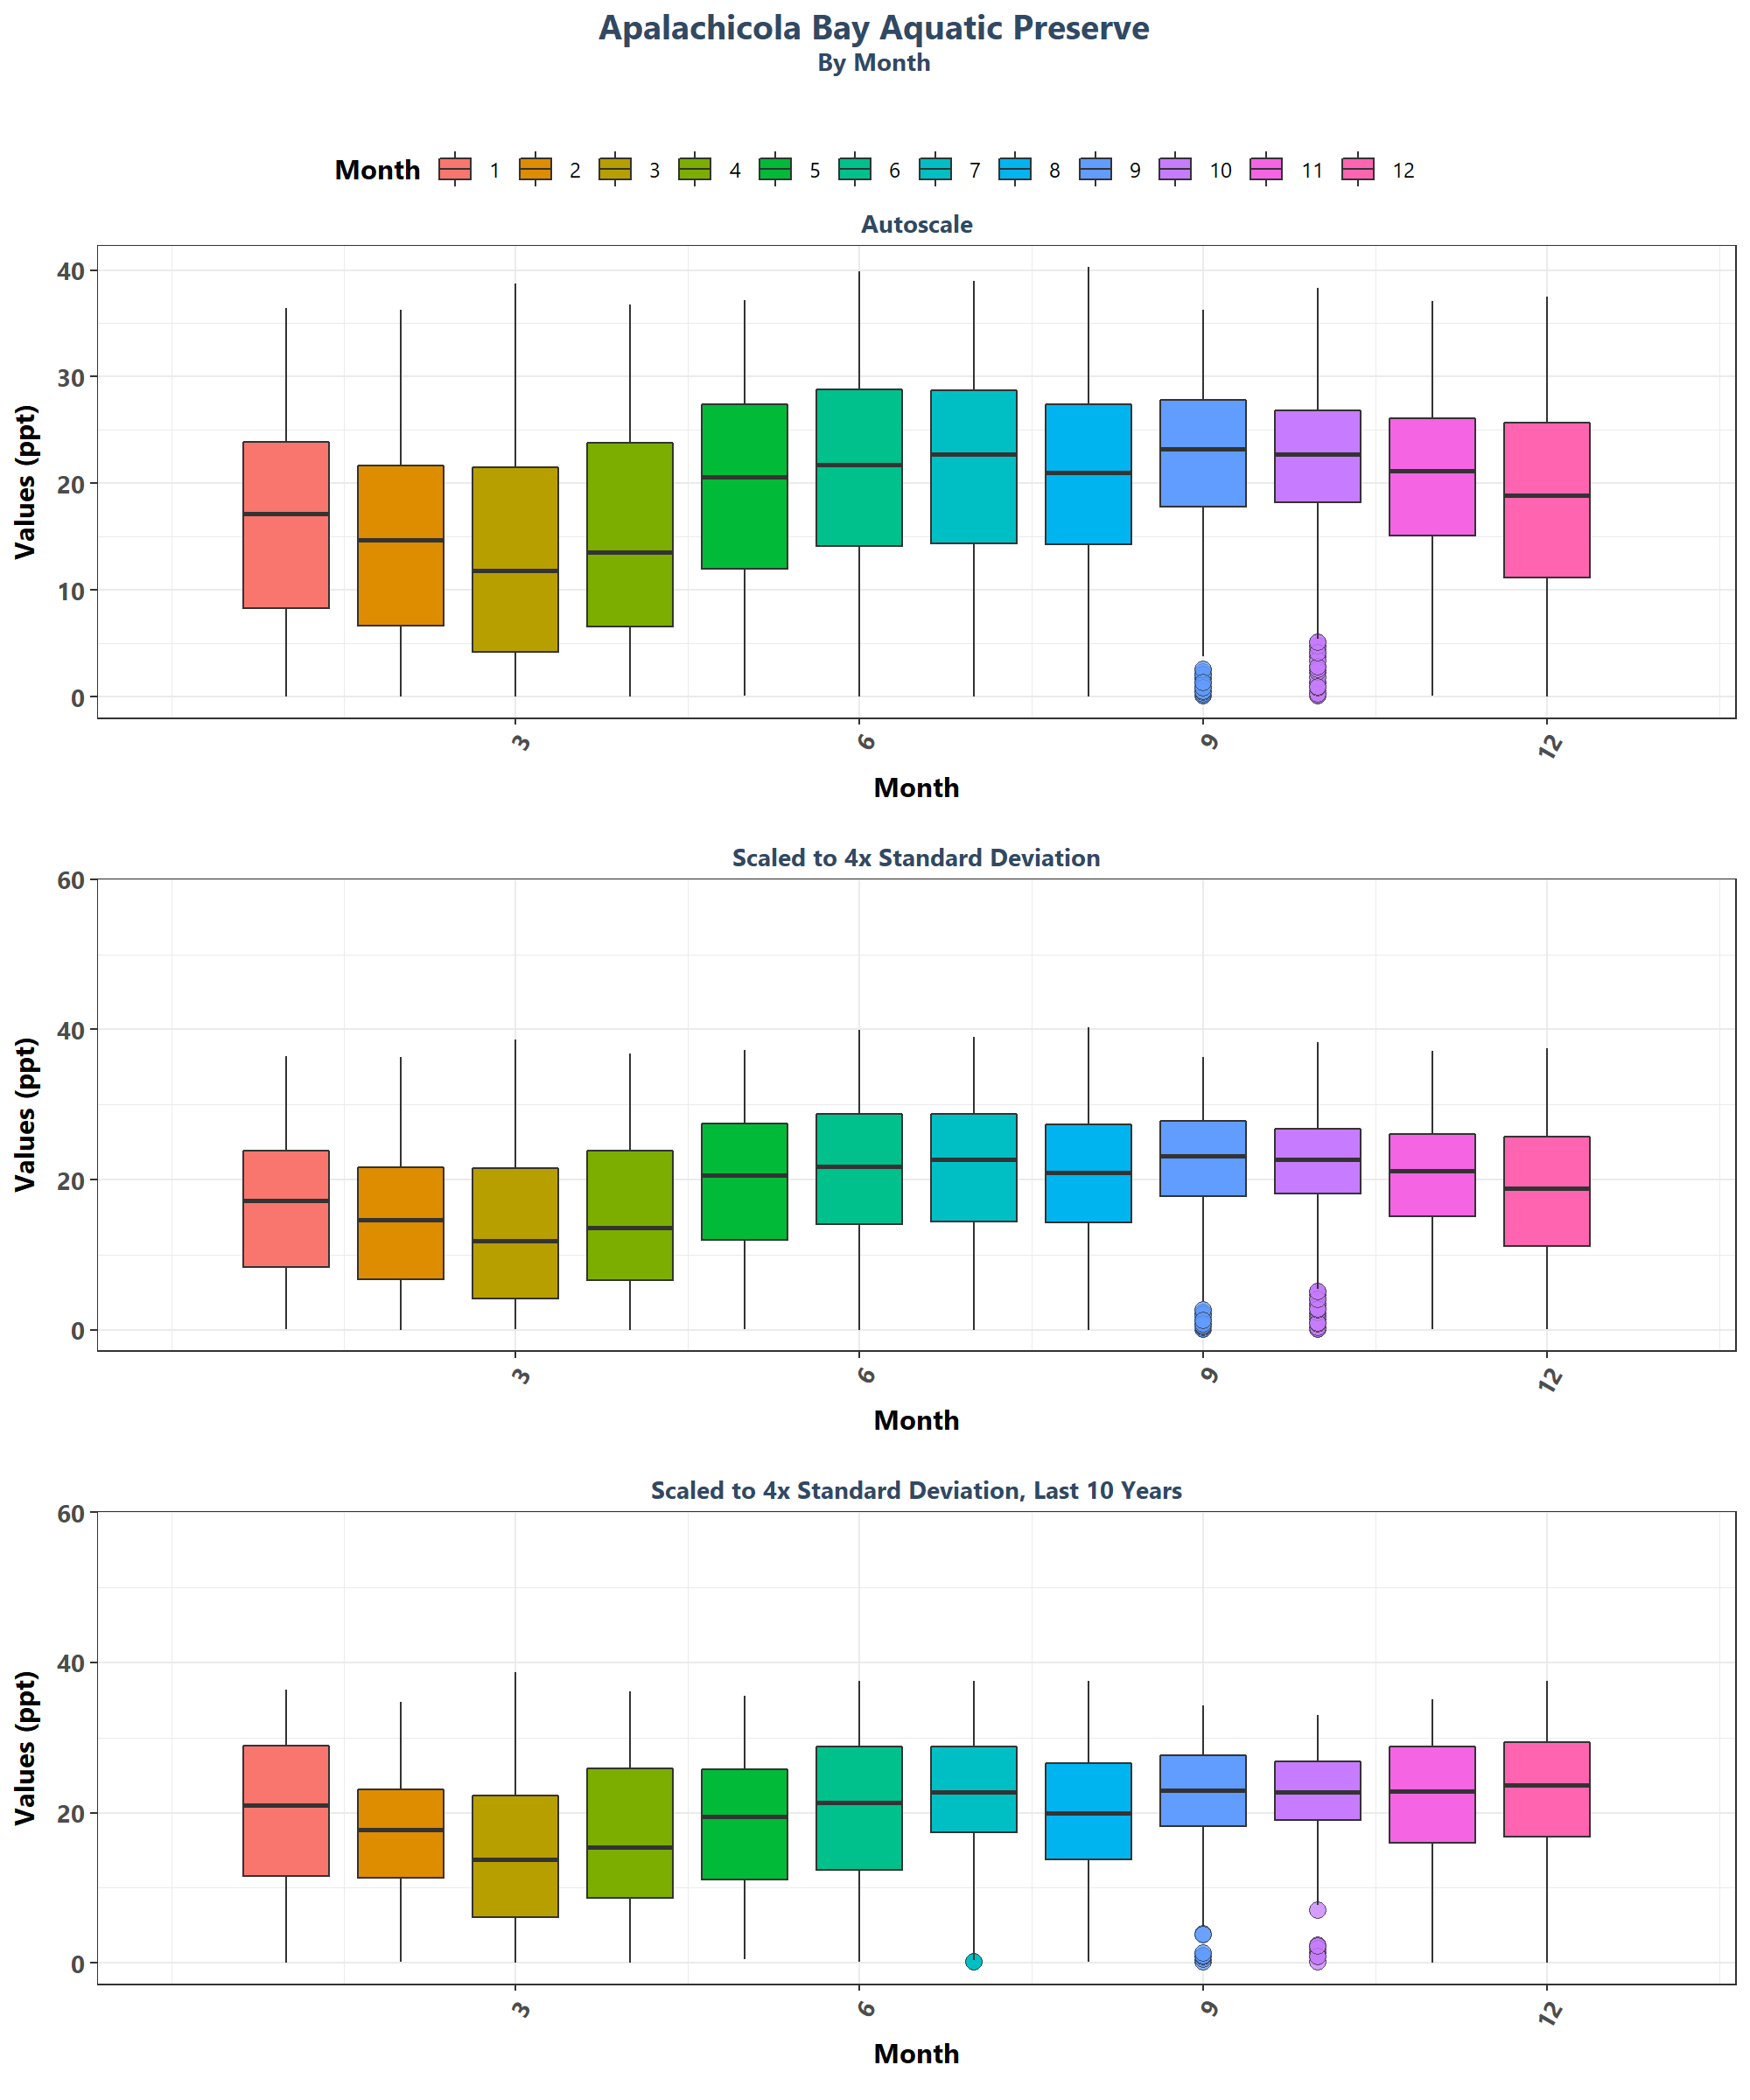 Apalachicola Bay Aquatic Preserve
By Month
Month 1 2 3 4 5 6 7 8 9 10 11 12
Autoscale
Values (ppt)
40
30
20
10
0
3 6 9 12
Month
Scaled to 4x Standard Deviation
Values (ppt)
60
40
20
0
3 6 9 12
Month
Scaled to 4x Standard Deviation, Last 10 Years
Values (ppt)
60
40
20
0
3 6 9 12
Month